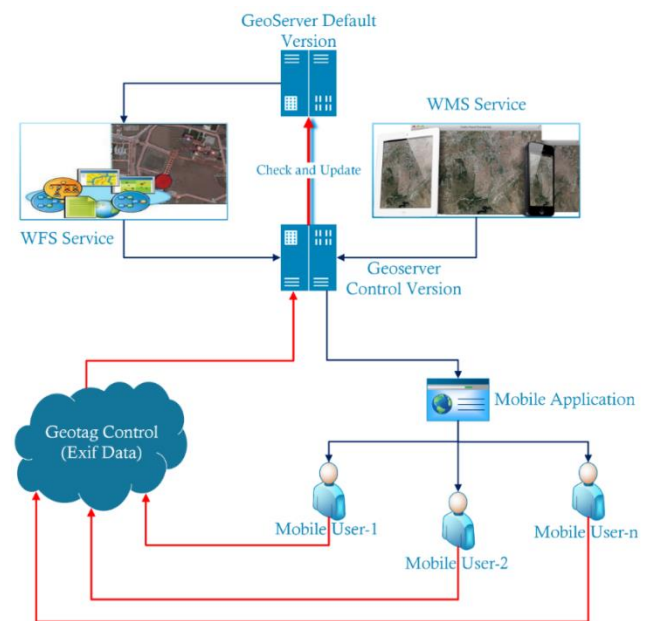 GeoServer Default
Version
WMS Service
Check and Update
WFS Service
Geoserver
Control Version
Mobile Application
Geotag Control
(Exif Data)
Mobile User-1
Mobile User-2
Mobile User-n